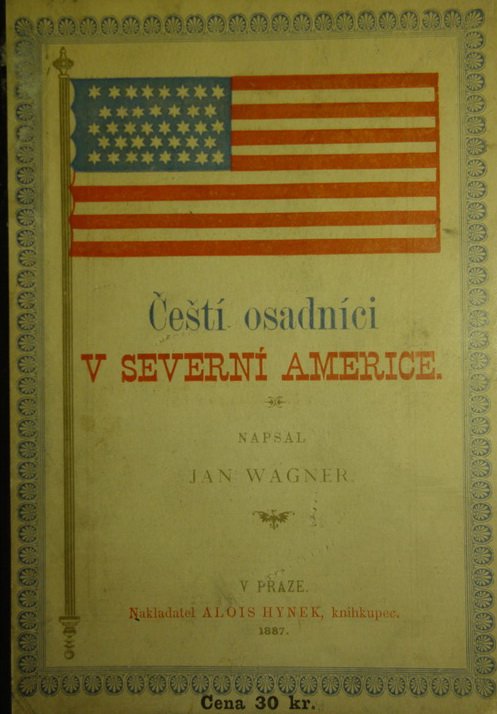 Čeští osadníci
V SEVERNÍ AMERICE.
NAPSAL
JAN WAGNER.
V PRAZE.
Nakladatel ALOIS HYNEK, knihkupec.
1887.
Cena 30 kr.